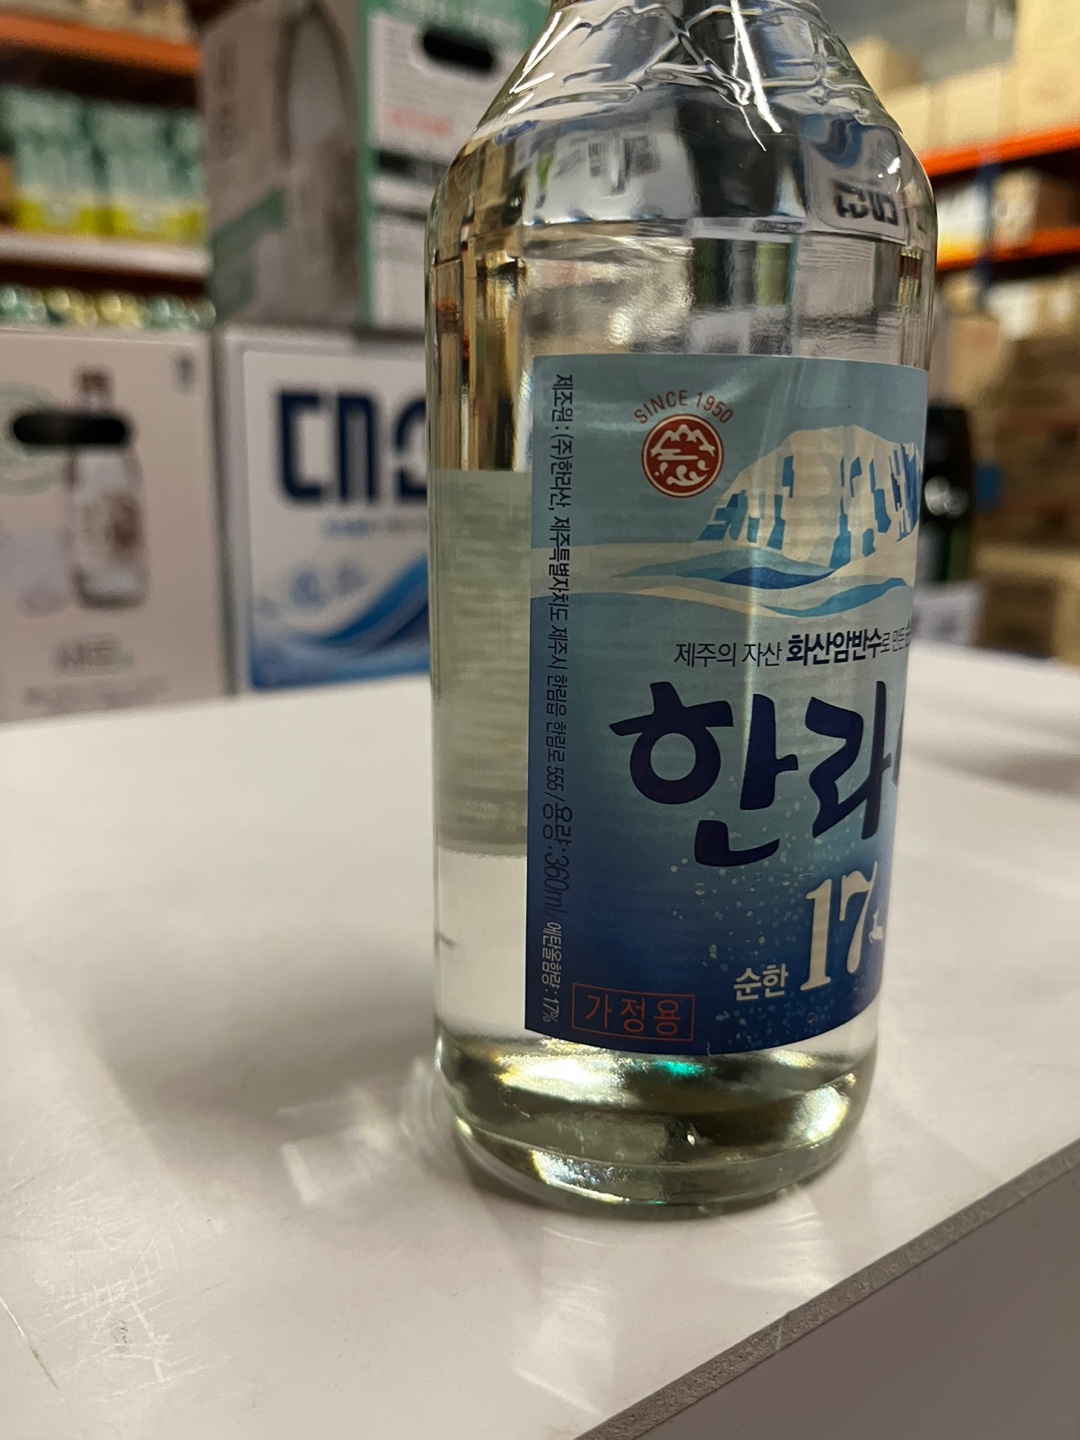 SINCE 1950
제주의 자산 화산암반수로 만든
한라
순한 17
가정용
제조원 : (주)한라산, 제주특별자치도 제주시 한림읍 한림로 555 / 용량 : 360ml / 에탄올함량 : 17%